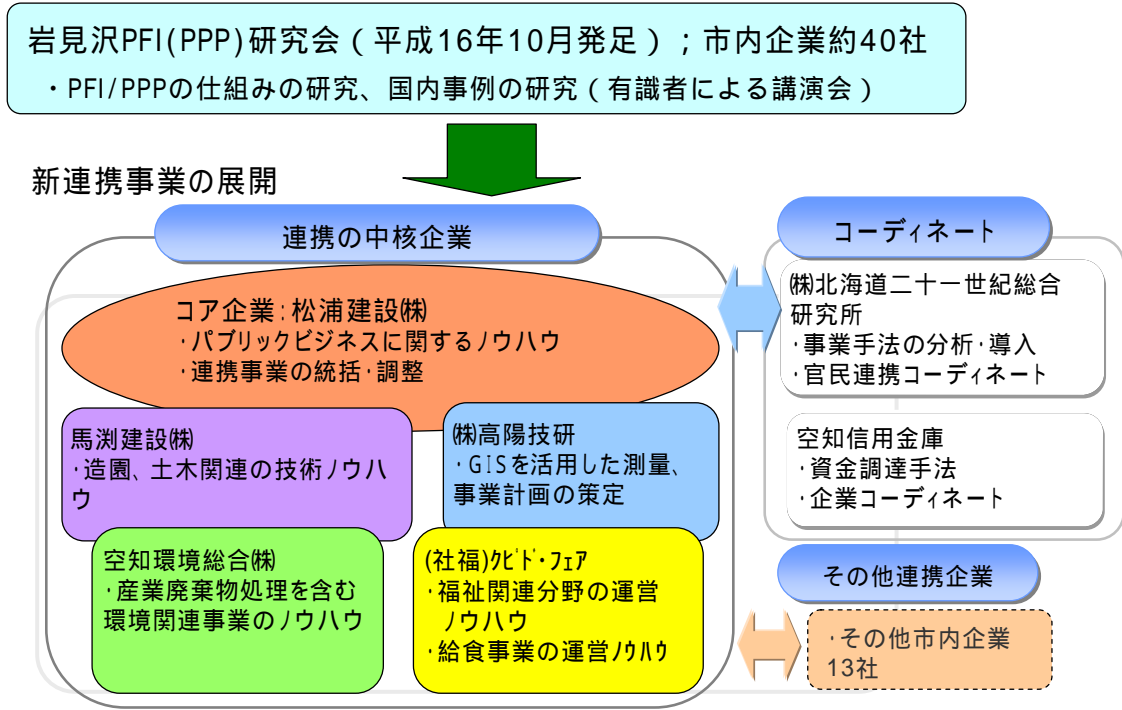 岩見沢PFI(PPP)研究会（平成16年10月発足）；市内企業約40社
・PFI/PPPの仕組みの研究、国内事例の研究（有識者による講演会）
新連携事業の展開
連携の中核企業
コア企業:松浦建設㈱
・パブリックビジネスに関するノウハウ
・連携事業の統括・調整
馬渕建設㈱
・造園、土木関連の技術ノウハ
ウ
㈱高陽技研
・GISを活用した測量、
事業計画の策定
空知環境総合㈱
・産業廃棄物処理を含む
環境関連事業のノウハウ
(社福)クピド・フェア
・福祉関連分野の運営
ノウハウ
・給食事業の運営ノウハウ
コーディネート
㈱北海道二十一世紀総合
研究所
・事業手法の分析・導入
・官民連携コーディネート
空知信用金庫
・資金調達手法
・企業コーディネート
その他連携企業
・その他市内企業
13社